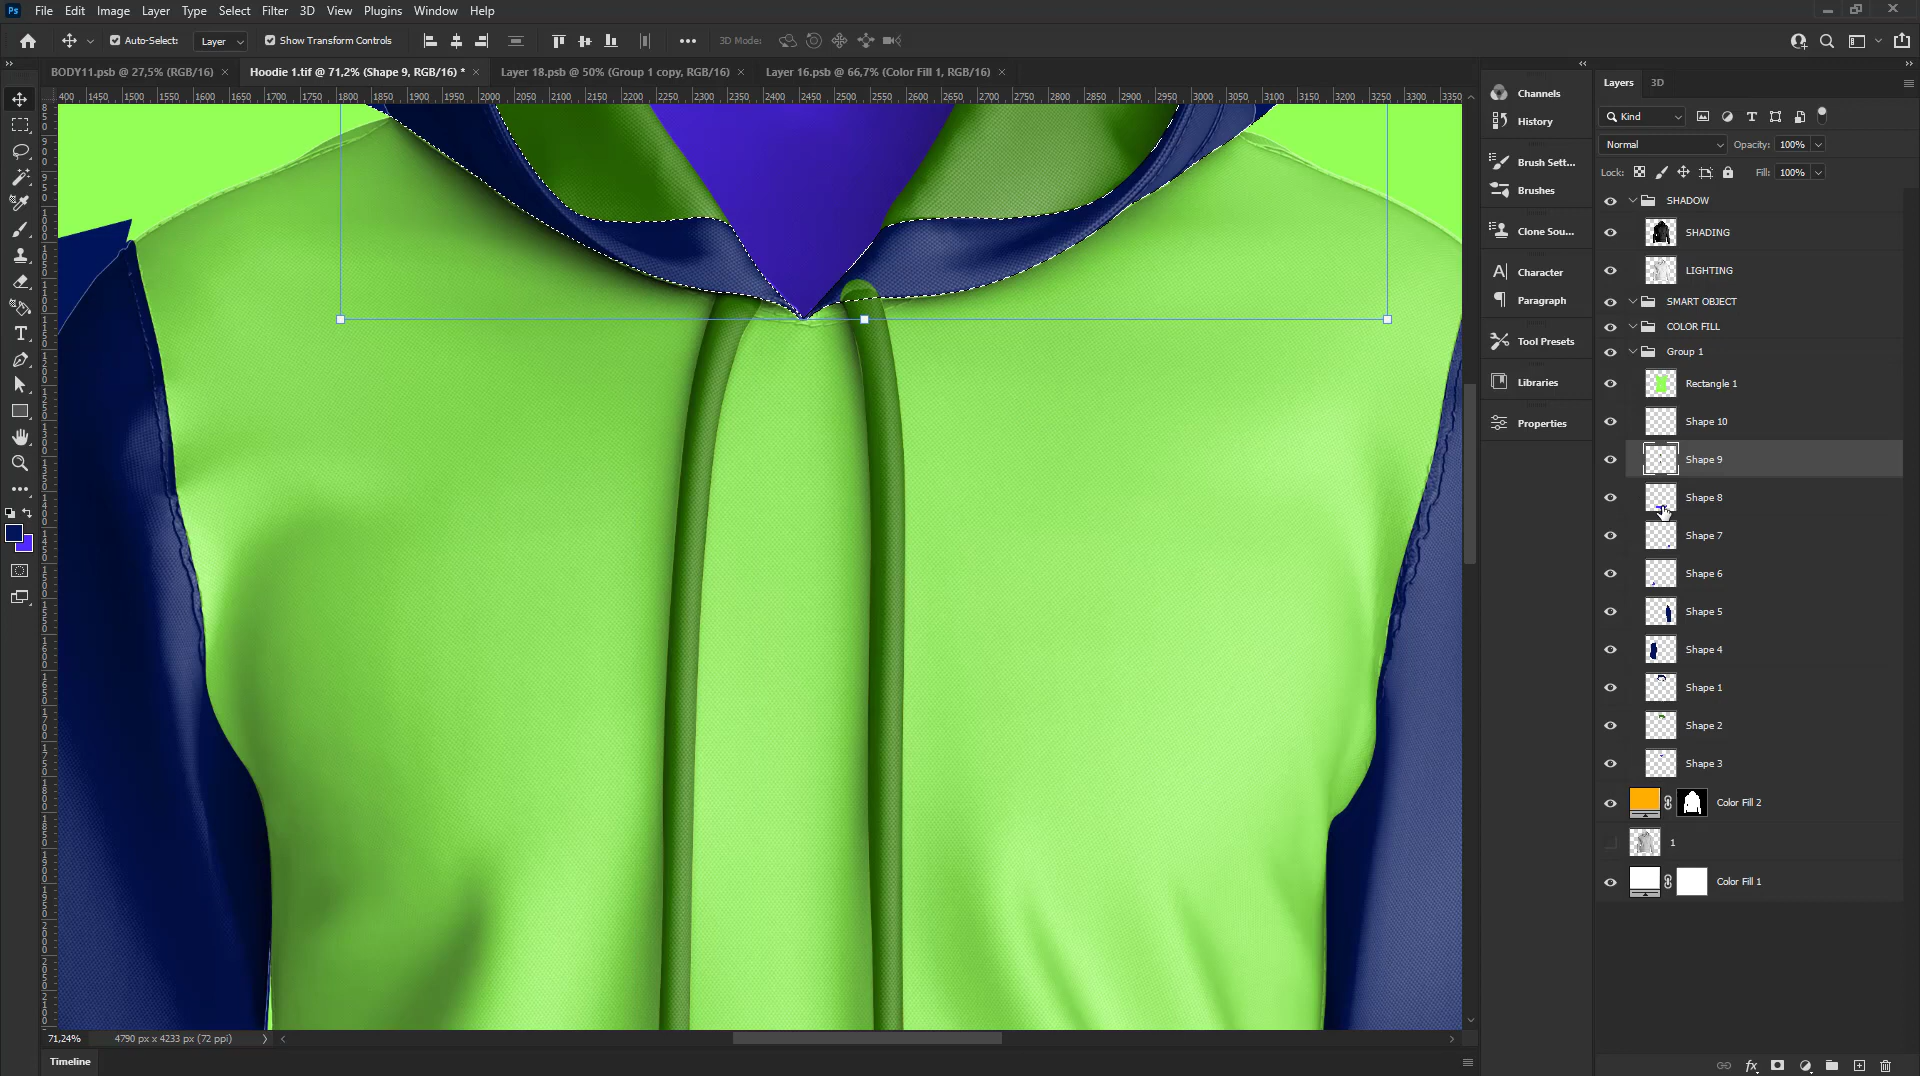 Ps File Edit Image Layer Type Select Filter 3D View Plugins Window Help
Auto-Select: Layer Show Transform Controls 3D Mode:
BODY11.psb @ 27,5% (RGB/16) × Hoodie 1.tif @ 71,2% (Shape 9, RGB/16) * × Layer 18.psb @ 50% (Group 1 copy, RGB/16) × Layer 16.psb @ 66,7% (Color Fill 1, RGB/16) ×
400 1450 1500 1550 1600 1650 1700 1750 1800 1850 1900 1950 2000 2050 2100 2150 2200 2250 2300 2350 2400 2450 2500 2550 2600 2650 2700 2750 2800 2850 2900 2950 3000 3050 3100 3150 3200 3250 3300 3350
Channels
History
Brush Sett...
Brushes
Clone Sou...
Character
Paragraph
Tool Presets
Libraries
Properties
Layers 3D
Kind
Normal Opacity: 100%
Lock: Fill: 100%
SHADOW
SHADING
LIGHTING
SMART OBJECT
COLOR FILL
Group 1
Rectangle 1
Shape 10
Shape 9
Shape 8
Shape 7
Shape 6
Shape 5
Shape 4
Shape 1
Shape 2
Shape 3
Color Fill 2
1
Color Fill 1
71,24% 4790 px x 4233 px (72 ppi)
Timeline